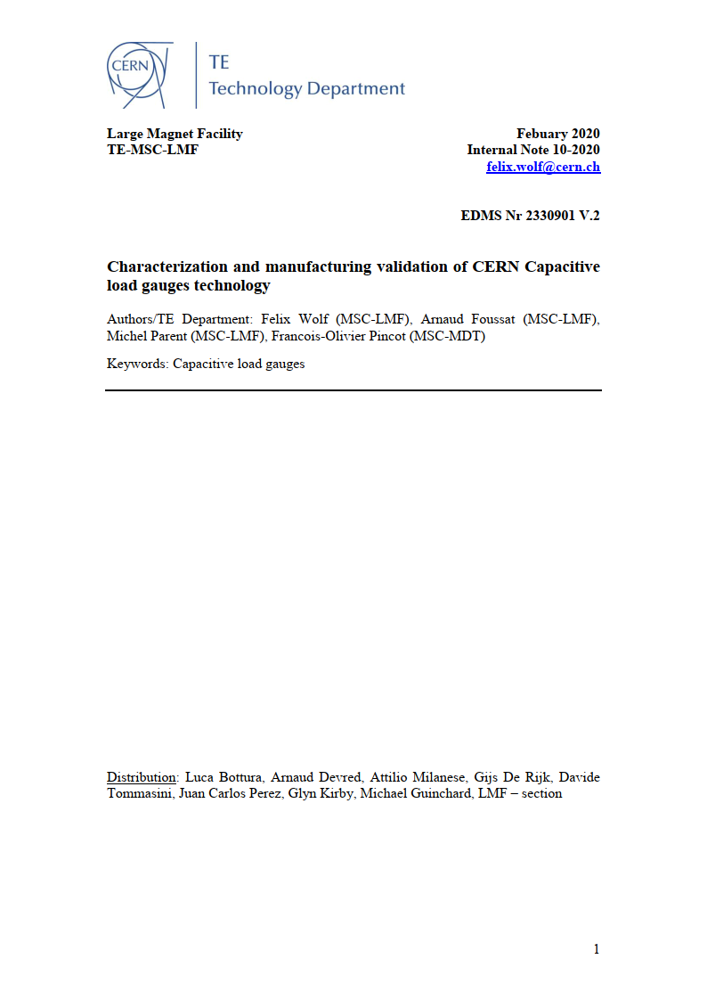 CERN
TE
Technology Department
Large Magnet Facility
Febuary 2020
TE-MSC-LMF
Internal Note 10-2020
felix.wolf@cern.ch
EDMS Nr 2330901 V.2
Characterization and manufacturing validation of CERN Capacitive
load gauges technology
Authors/TE Department: Felix Wolf (MSC-LMF), Arnaud Foussat (MSC-LMF),
Michel Parent (MSC-LMF), Francois-Olivier Pincot (MSC-MDT)
Keywords: Capacitive load gauges
Distribution: Luca Bottura, Arnaud Devred, Attilio Milanese, Gijs De Rijk, Davide
Tommasini, Juan Carlos Perez, Glyn Kirby, Michael Guinchard, LMF – section
1